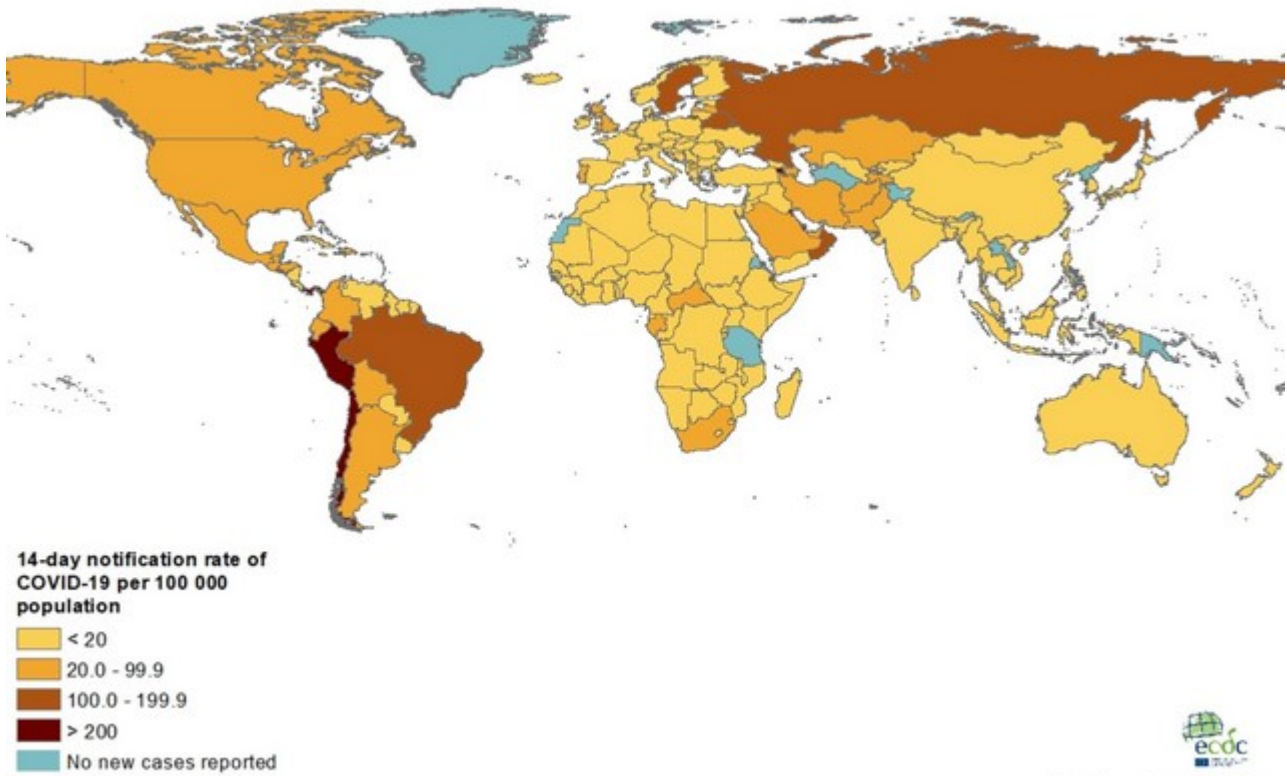 14-day notification rate of
COVID-19 per 100 000
population
< 20
20.0 - 99.9
100.0 - 199.9
> 200
No new cases reported
ecdc